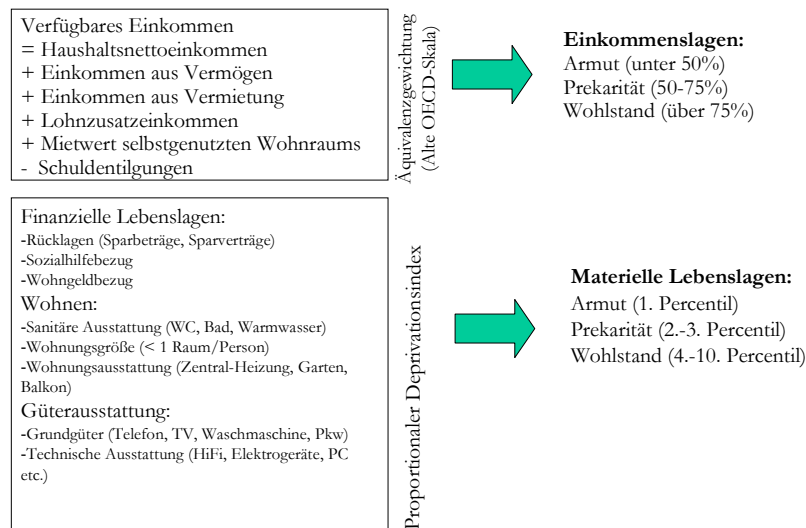 Verfügbares Einkommen
= Haushaltsnettoeinkommen
+ Einkommen aus Vermögen
+ Einkommen aus Vermietung
+ Lohnzusatzeinkommen
+ Mietwert selbstgenutzten Wohnraums
- Schuldentilgungen
Äquivalenzgewichtung
(Alte OECD-Skala)
Einkommenslagen:
Armut (unter 50%)
Prekarität (50-75%)
Wohlstand (über 75%)
Finanzielle Lebenslagen:
-Rücklagen (Sparbeträge, Sparverträge)
-Sozialhilfebezug
-Wohngeldbezug
Wohnen:
-Sanitäre Ausstattung (WC, Bad, Warmwasser)
-Wohnungsgröße (< 1 Raum/Person)
-Wohnungsausstattung (Zentral-Heizung, Garten,
Balkon)
Güterausstattung:
-Grundgüter (Telefon, TV, Waschmaschine, Pkw)
-Technische Ausstattung (HiFi, Elektrogeräte, PC
etc.)
Proportionaler Deprivationsindex
Materielle Lebenslagen:
Armut (1. Percentil)
Prekarität (2.-3. Percentil)
Wohlstand (4.-10. Percentil)